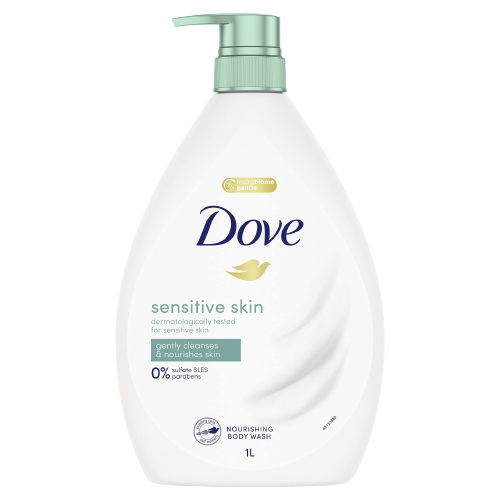 microbiome
gentle
Dove
sensitive skin
dermatologically tested
for sensitive skin
gently cleanses
& nourishes skin
0% sulfate SLES
parabens
NOURISHING
BODY WASH
1L